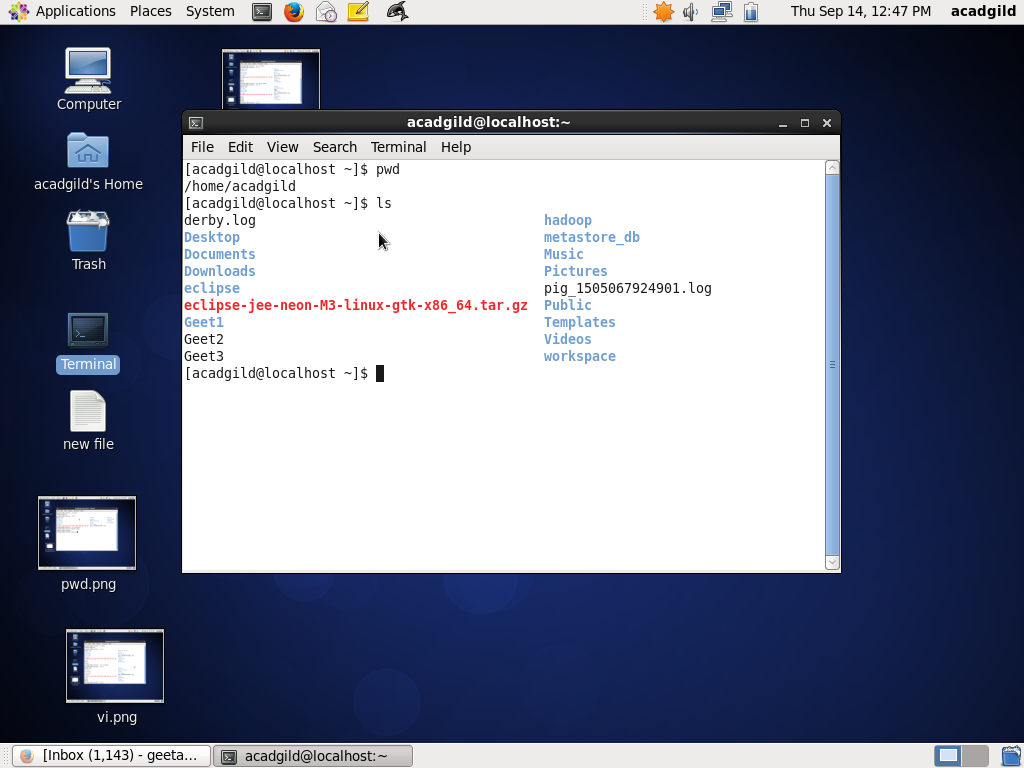 Applications Places System Thu Sep 14, 12:47 PM acadgild
Computer
acadgild's Home
Trash
Terminal
new file
pwd.png
vi.png
acadgild@localhost:~
File Edit View Search Terminal Help
[acadgild@localhost ~]$ pwd
/home/acadgild
[acadgild@localhost ~]$ ls
derby.log hadoop
Desktop metastore_db
Documents Music
Downloads Pictures
eclipse pig_1505067924901.log
eclipse-jee-neon-M3-linux-gtk-x86_64.tar.gz Public
Geet1 Templates
Geet2 Videos
Geet3 workspace
[acadgild@localhost ~]$
[Inbox (1,143) - geeta... acadgild@localhost:~